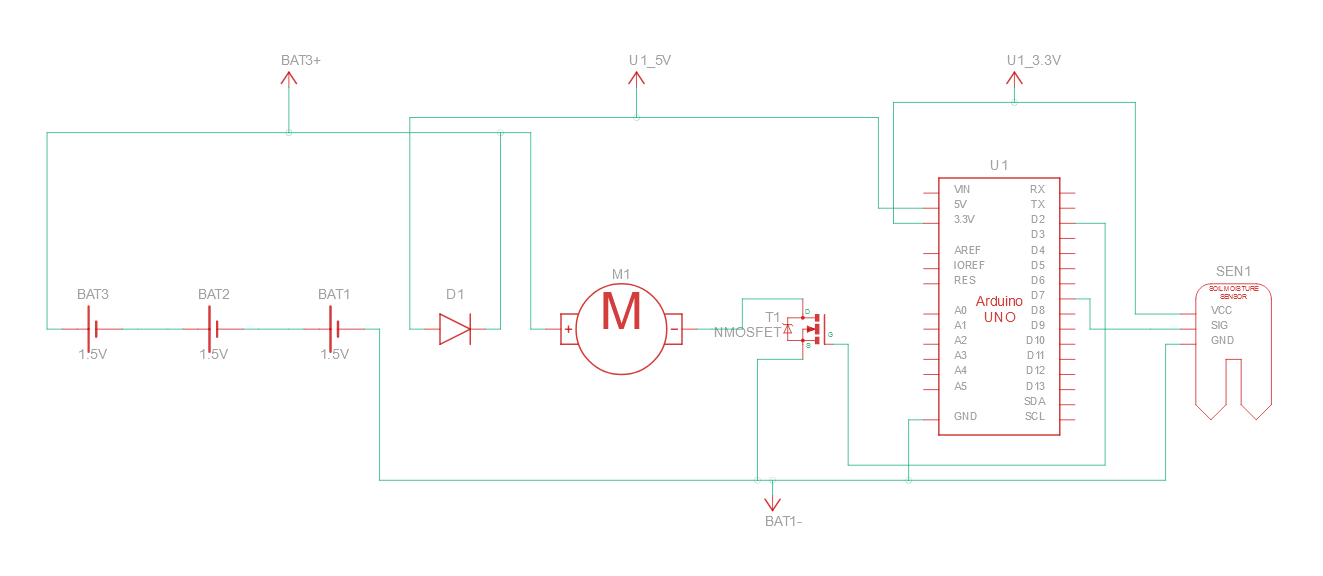 BAT3+
U1_5V
U1_3.3V
U1
VIN
5V
3.3V
AREF
IOREF
RES
A0
A1
A2
A3
A4
A5
GND
RX
TX
D2
D3
D4
D5
D6
D7
D8
D9
D10
D11
D12
D13
SDA
SCL
Arduino
UNO
SEN1
SOIL MOISTURE
SENSOR
VCC
SIG
GND
BAT3
1.5V
BAT2
1.5V
BAT1
1.5V
D1
M1
M
+
−
T1
NMOSFET
D
G
S
BAT1-